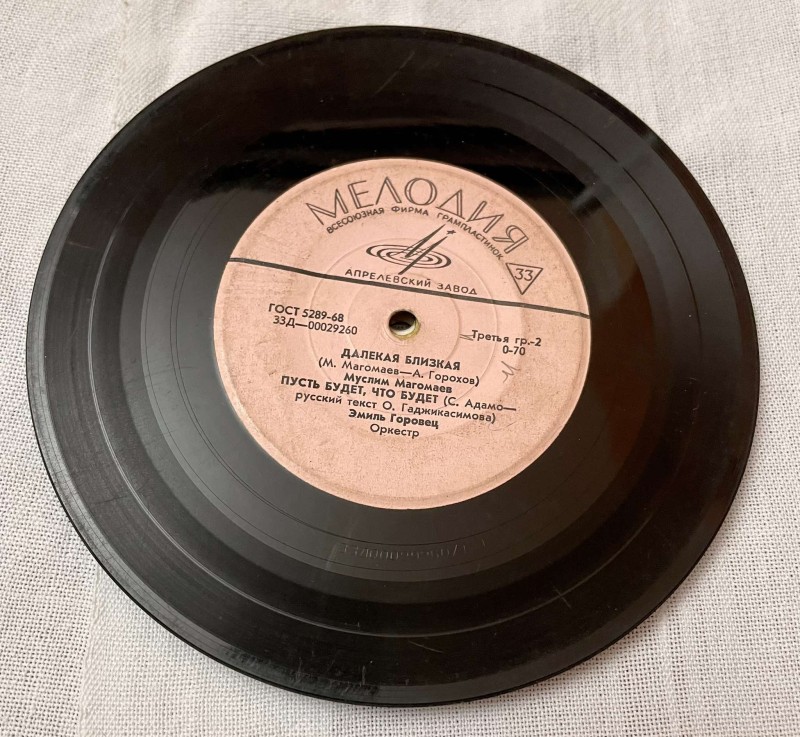 МЕЛОДИЯ
ВСЕСОЮЗНАЯ ФИРМА ГРАМПЛАСТИНОК
33
АПРЕЛЕВСКИЙ ЗАВОД
ГОСТ 5289-68
33Д—00029260
Третья гр.-2
0-70
ДАЛЕКАЯ БЛИЗКАЯ
(М. Магомаев—А. Горохов)
Муслим Магомаев
ПУСТЬ БУДЕТ, ЧТО БУДЕТ (С. Адамо—
русский текст О. Гаджикасимова)
Эмиль Горовец
Оркестр